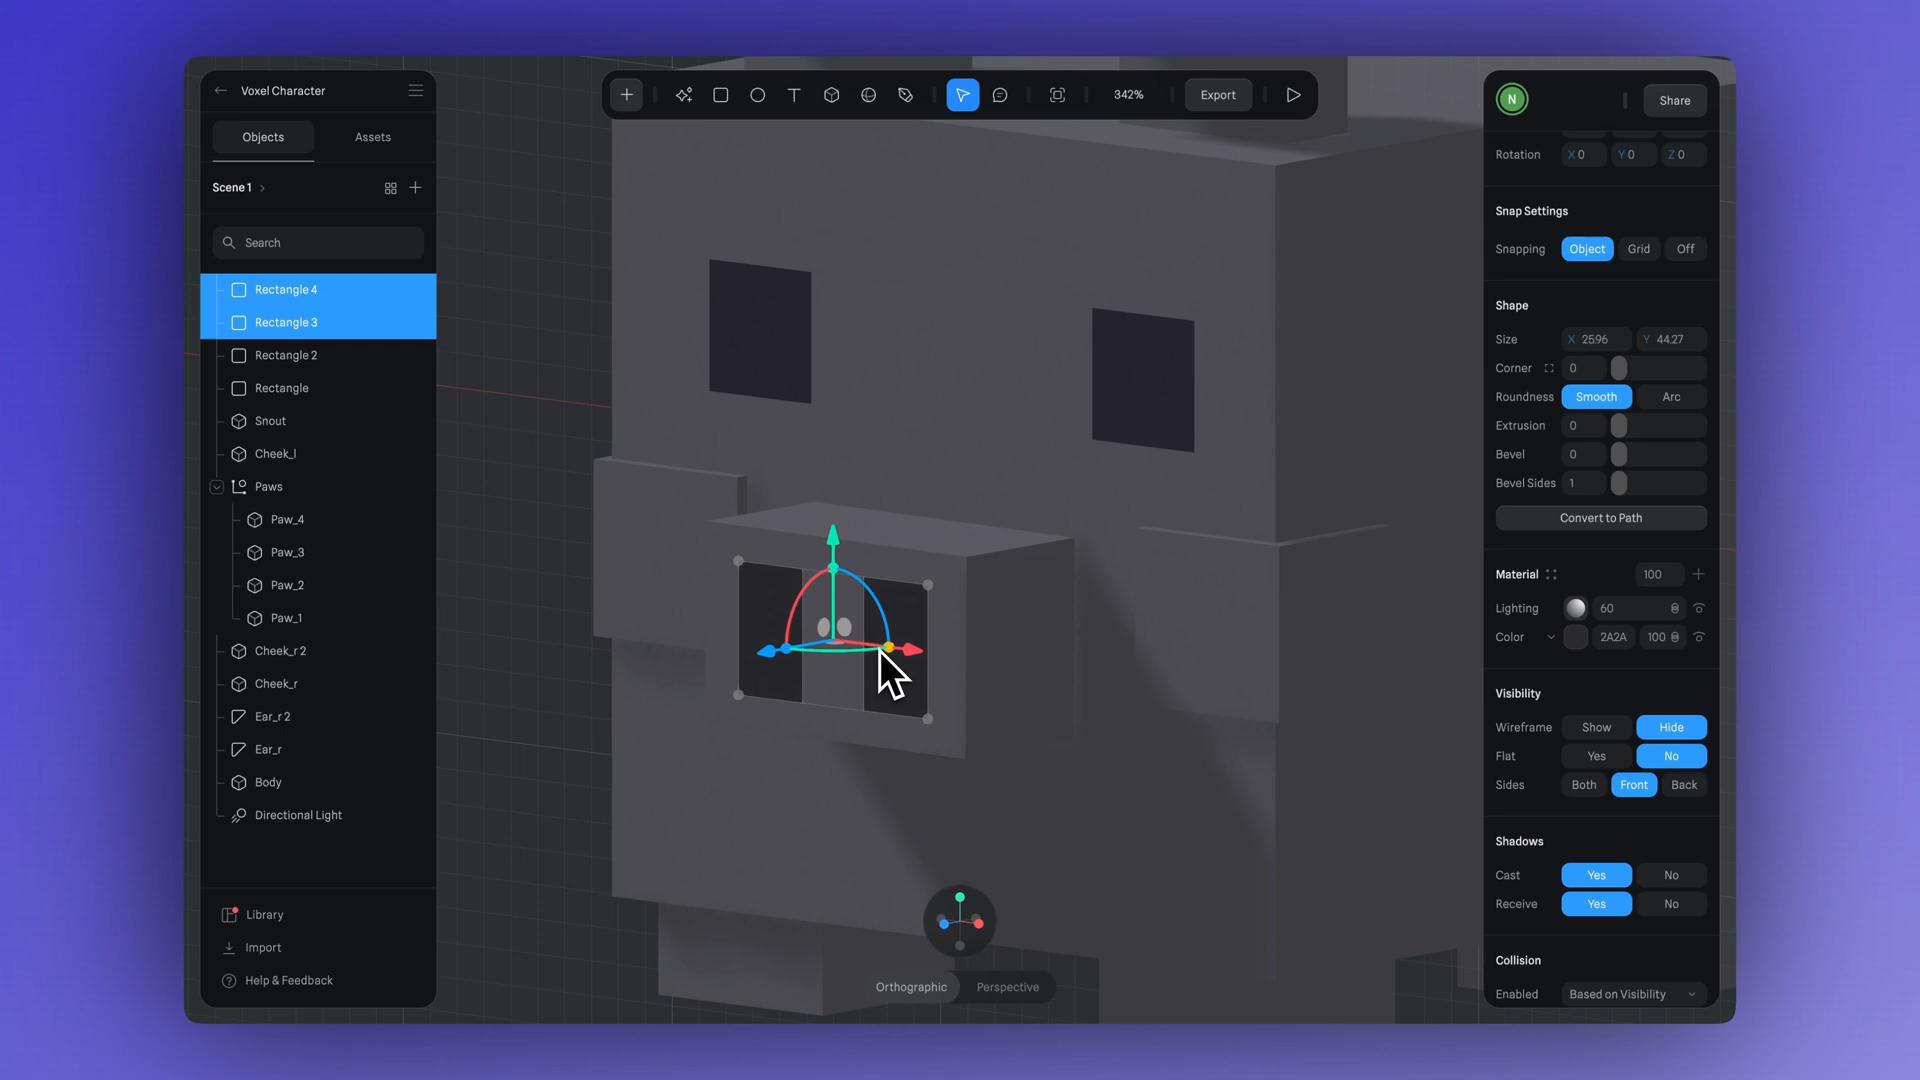 Voxel Character
Objects
Assets
Scene 1
Search
Rectangle 4
Rectangle 3
Rectangle 2
Rectangle
Snout
Cheek_l
Paws
Paw_4
Paw_3
Paw_2
Paw_1
Cheek_r 2
Cheek_r
Ear_r 2
Ear_r
Body
Directional Light
Library
Import
Help & Feedback
342%
Export
Orthographic
Perspective
N
Share
Rotation X 0 Y 0 Z 0
Snap Settings
Snapping Object Grid Off
Shape
Size X 25.96 Y 44.27
Corner 0
Roundness Smooth Arc
Extrusion 0
Bevel 0
Bevel Sides 1
Convert to Path
Material 100
Lighting 60
Color 2A2A 100
Visibility
Wireframe Show Hide
Flat Yes No
Sides Both Front Back
Shadows
Cast Yes No
Receive Yes No
Collision
Enabled Based on Visibility